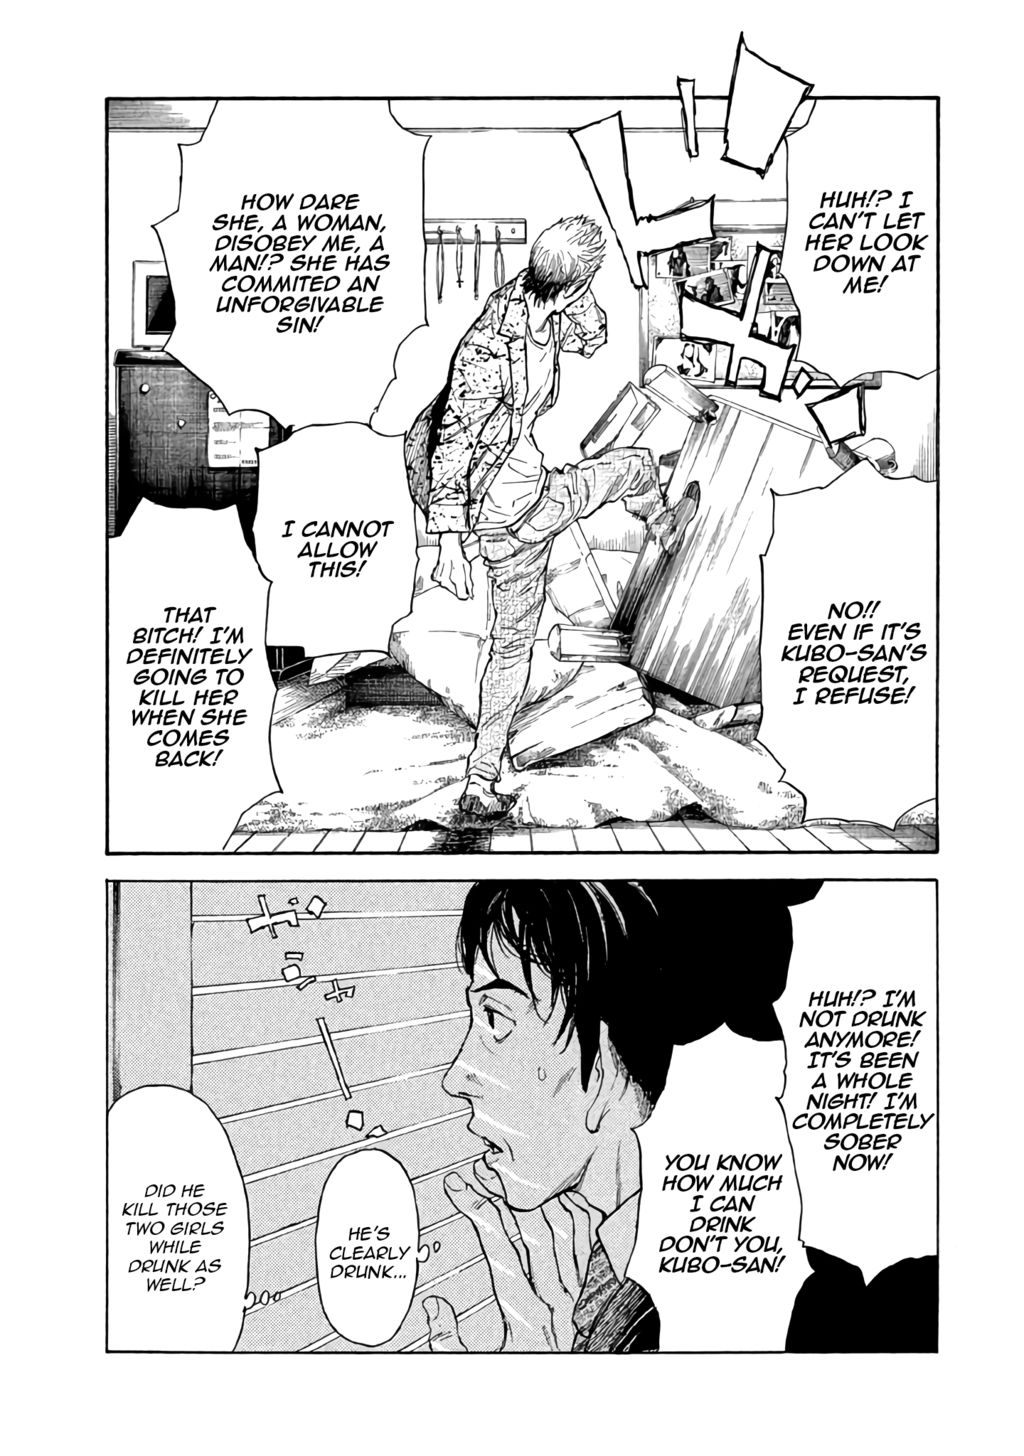 HUH!? I
CAN'T LET
HER LOOK
DOWN AT
ME!
HOW DARE
SHE, A WOMAN,
DISOBEY ME, A
MAN!? SHE HAS
COMMITED AN
UNFORGIVABLE
SIN!
I CANNOT
ALLOW
THIS!
NO!!
EVEN IF IT'S
KUBO-SAN'S
REQUEST,
I REFUSE!
THAT
BITCH! I'M
DEFINITELY
GOING TO
KILL HER
WHEN SHE
COMES
BACK!
HUH!? I'M
NOT DRUNK
ANYMORE!
IT'S BEEN
A WHOLE
NIGHT! I'M
COMPLETELY
SOBER
NOW!
YOU KNOW
HOW MUCH
I CAN
DRINK
DON'T YOU,
KUBO-SAN!
HE'S
CLEARLY
DRUNK...
DID HE
KILL THOSE
TWO GIRLS
WHILE
DRUNK AS
WELL?